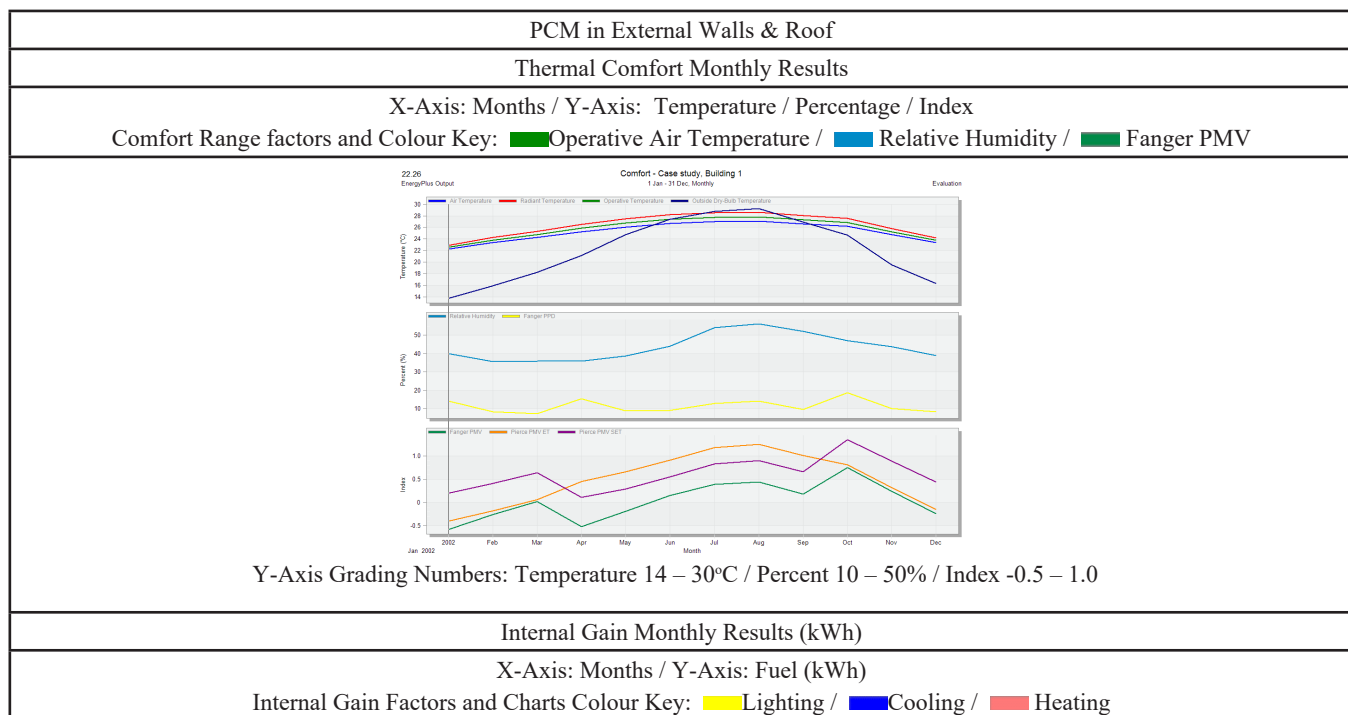 PCM in External Walls & Roof
Thermal Comfort Monthly Results
X-Axis: Months / Y-Axis: Temperature / Percentage / Index
Comfort Range factors and Colour Key: Operative Air Temperature / Relative Humidity / Fanger PMV
22.26 Comfort - Case study, Building 1
EnergyPlus Output 1 Jan - 31 Dec, Monthly Evaluation
Air Temperature Radiant Temperature Operative Temperature Outside Dry-Bulb Temperature
Temperature (°C)
30
28
26
24
22
20
18
16
14
Relative Humidity Fanger PPD
Percent (%)
50
40
30
20
10
Fanger PMV Pierce PMV ET Pierce PMV SET
Index
1.0
0.5
0
-0.5
2002 Feb Mar Apr May Jun Jul Aug Sep Oct Nov Dec
Jan 2002 Month
Y-Axis Grading Numbers: Temperature 14 – 30°C / Percent 10 – 50% / Index -0.5 – 1.0
Internal Gain Monthly Results (kWh)
X-Axis: Months / Y-Axis: Fuel (kWh)
Internal Gain Factors and Charts Colour Key: Lighting / Cooling / Heating